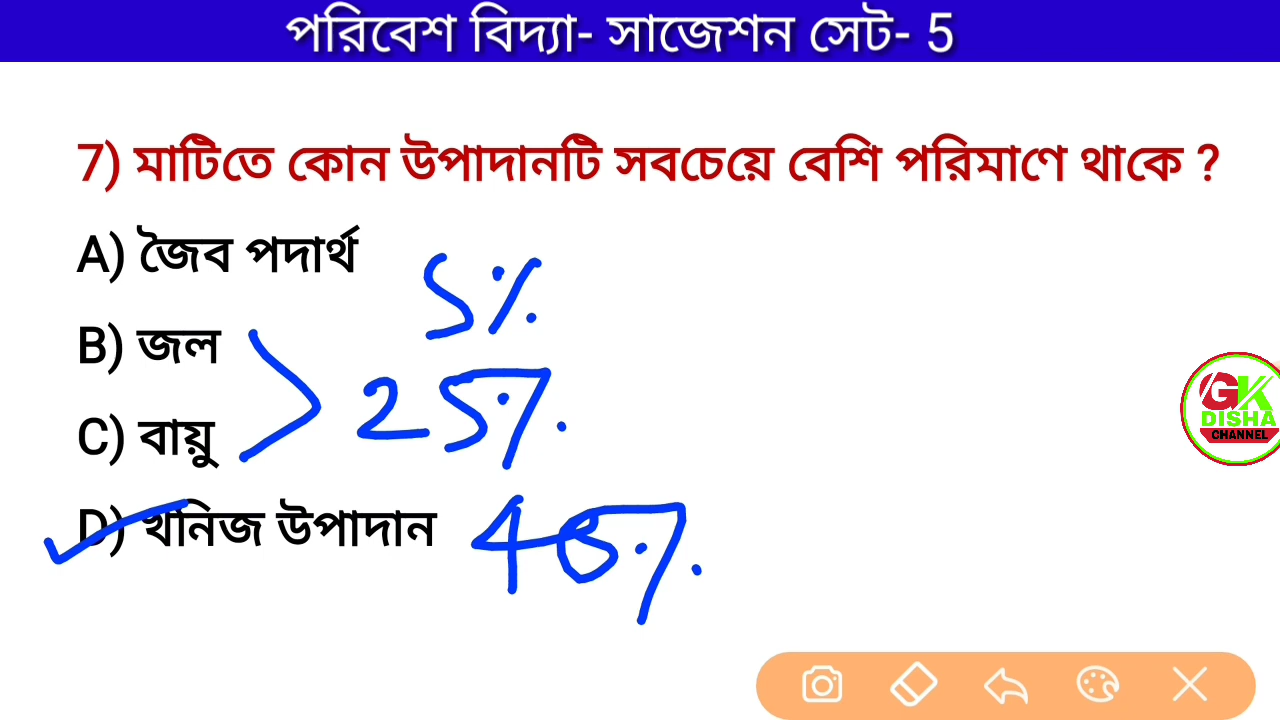 পরিবেশ বিদ্যা- সাজেশন সেট- 5
7) মাটিতে কোন উপাদানটি সবচেয়ে বেশি পরিমাণে থাকে ?
A) জৈব পদার্থ
5%
B) জল
25%
C) বায়ু
GK
DISHA
CHANNEL
D) খনিজ উপাদান
45%